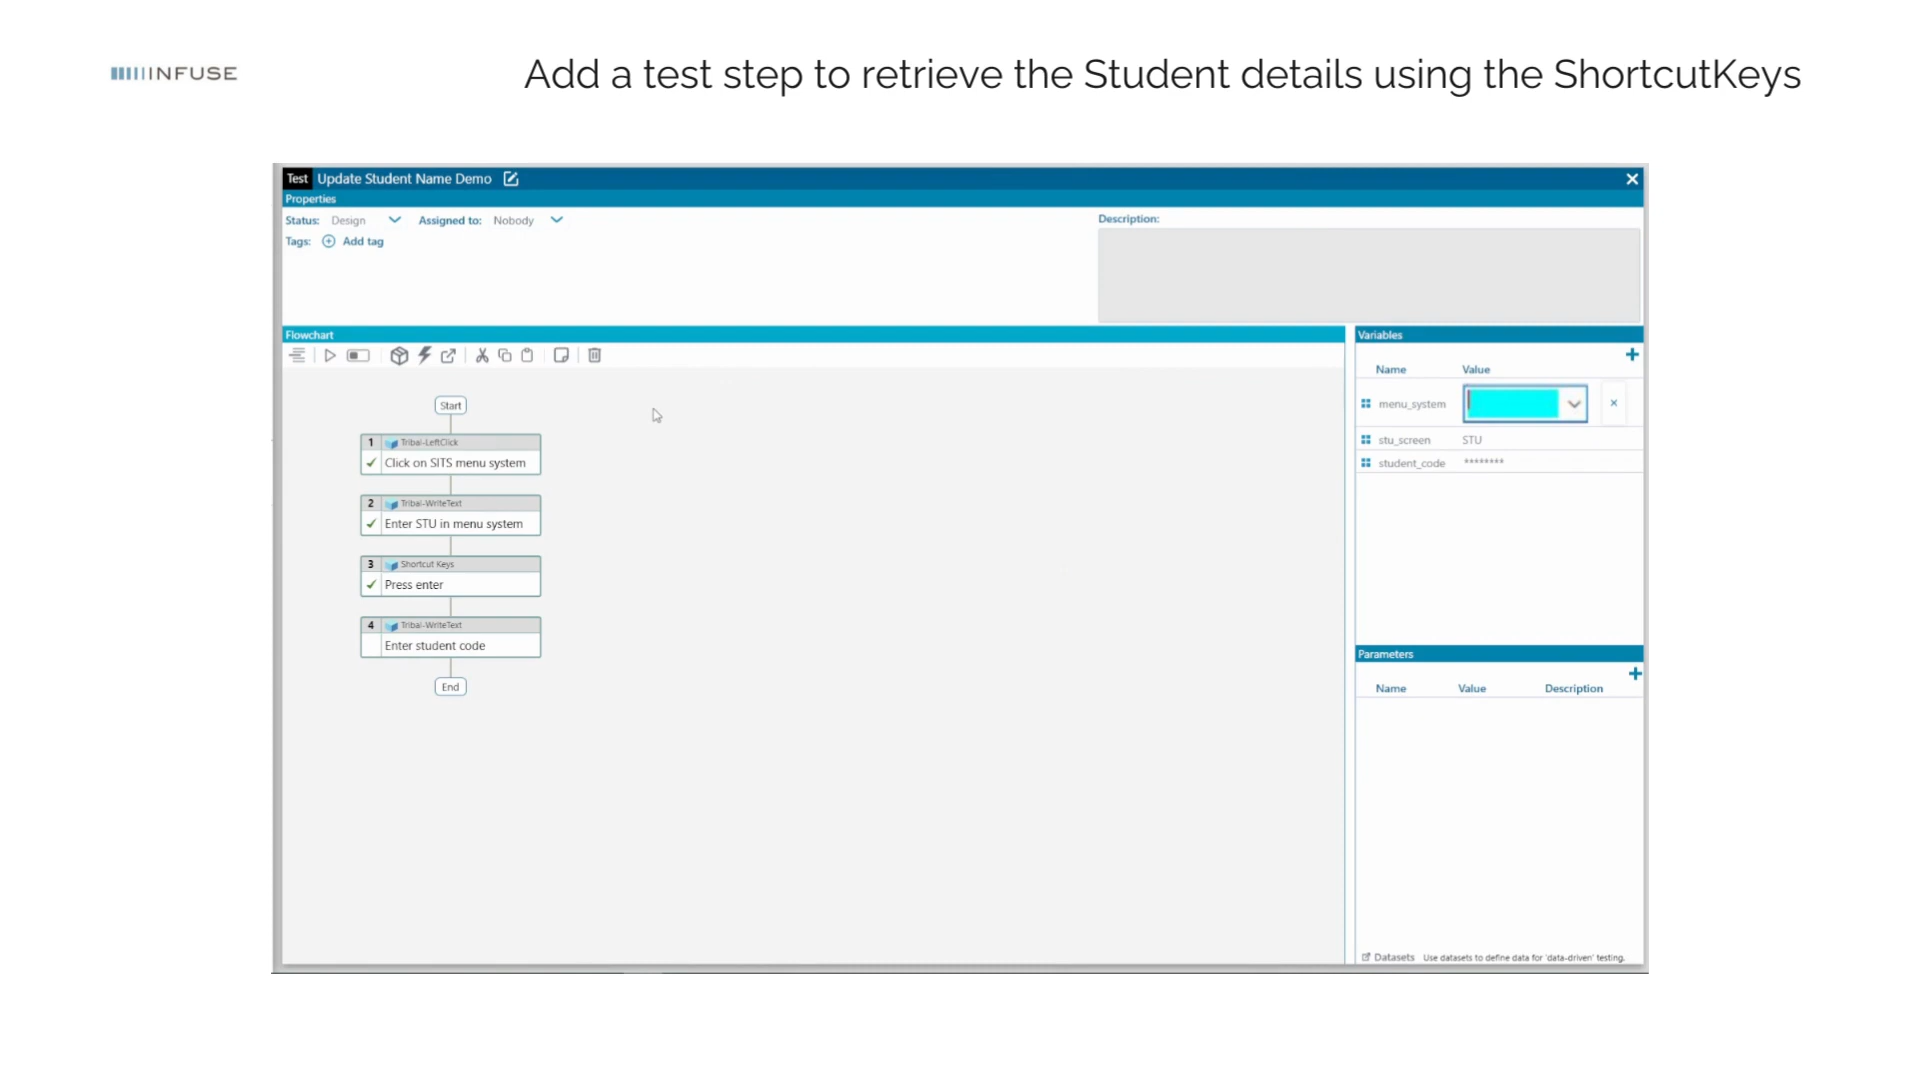 INFUSE
Add a test step to retrieve the Student details using the ShortcutKeys
Test Update Student Name Demo
Properties
Status: Design Assigned to: Nobody
Tags: Add tag
Description:
Flowchart
Start
1 Tribal-LeftClick
Click on SITS menu system
2 Tribal-WriteText
Enter STU in menu system
3 Shortcut Keys
Press enter
4 Tribal-WriteText
Enter student code
End
Variables
Name Value
menu_system
stu_screen STU
student_code ********
Parameters
Name Value Description
Datasets Use datasets to define data for 'data-driven' testing.